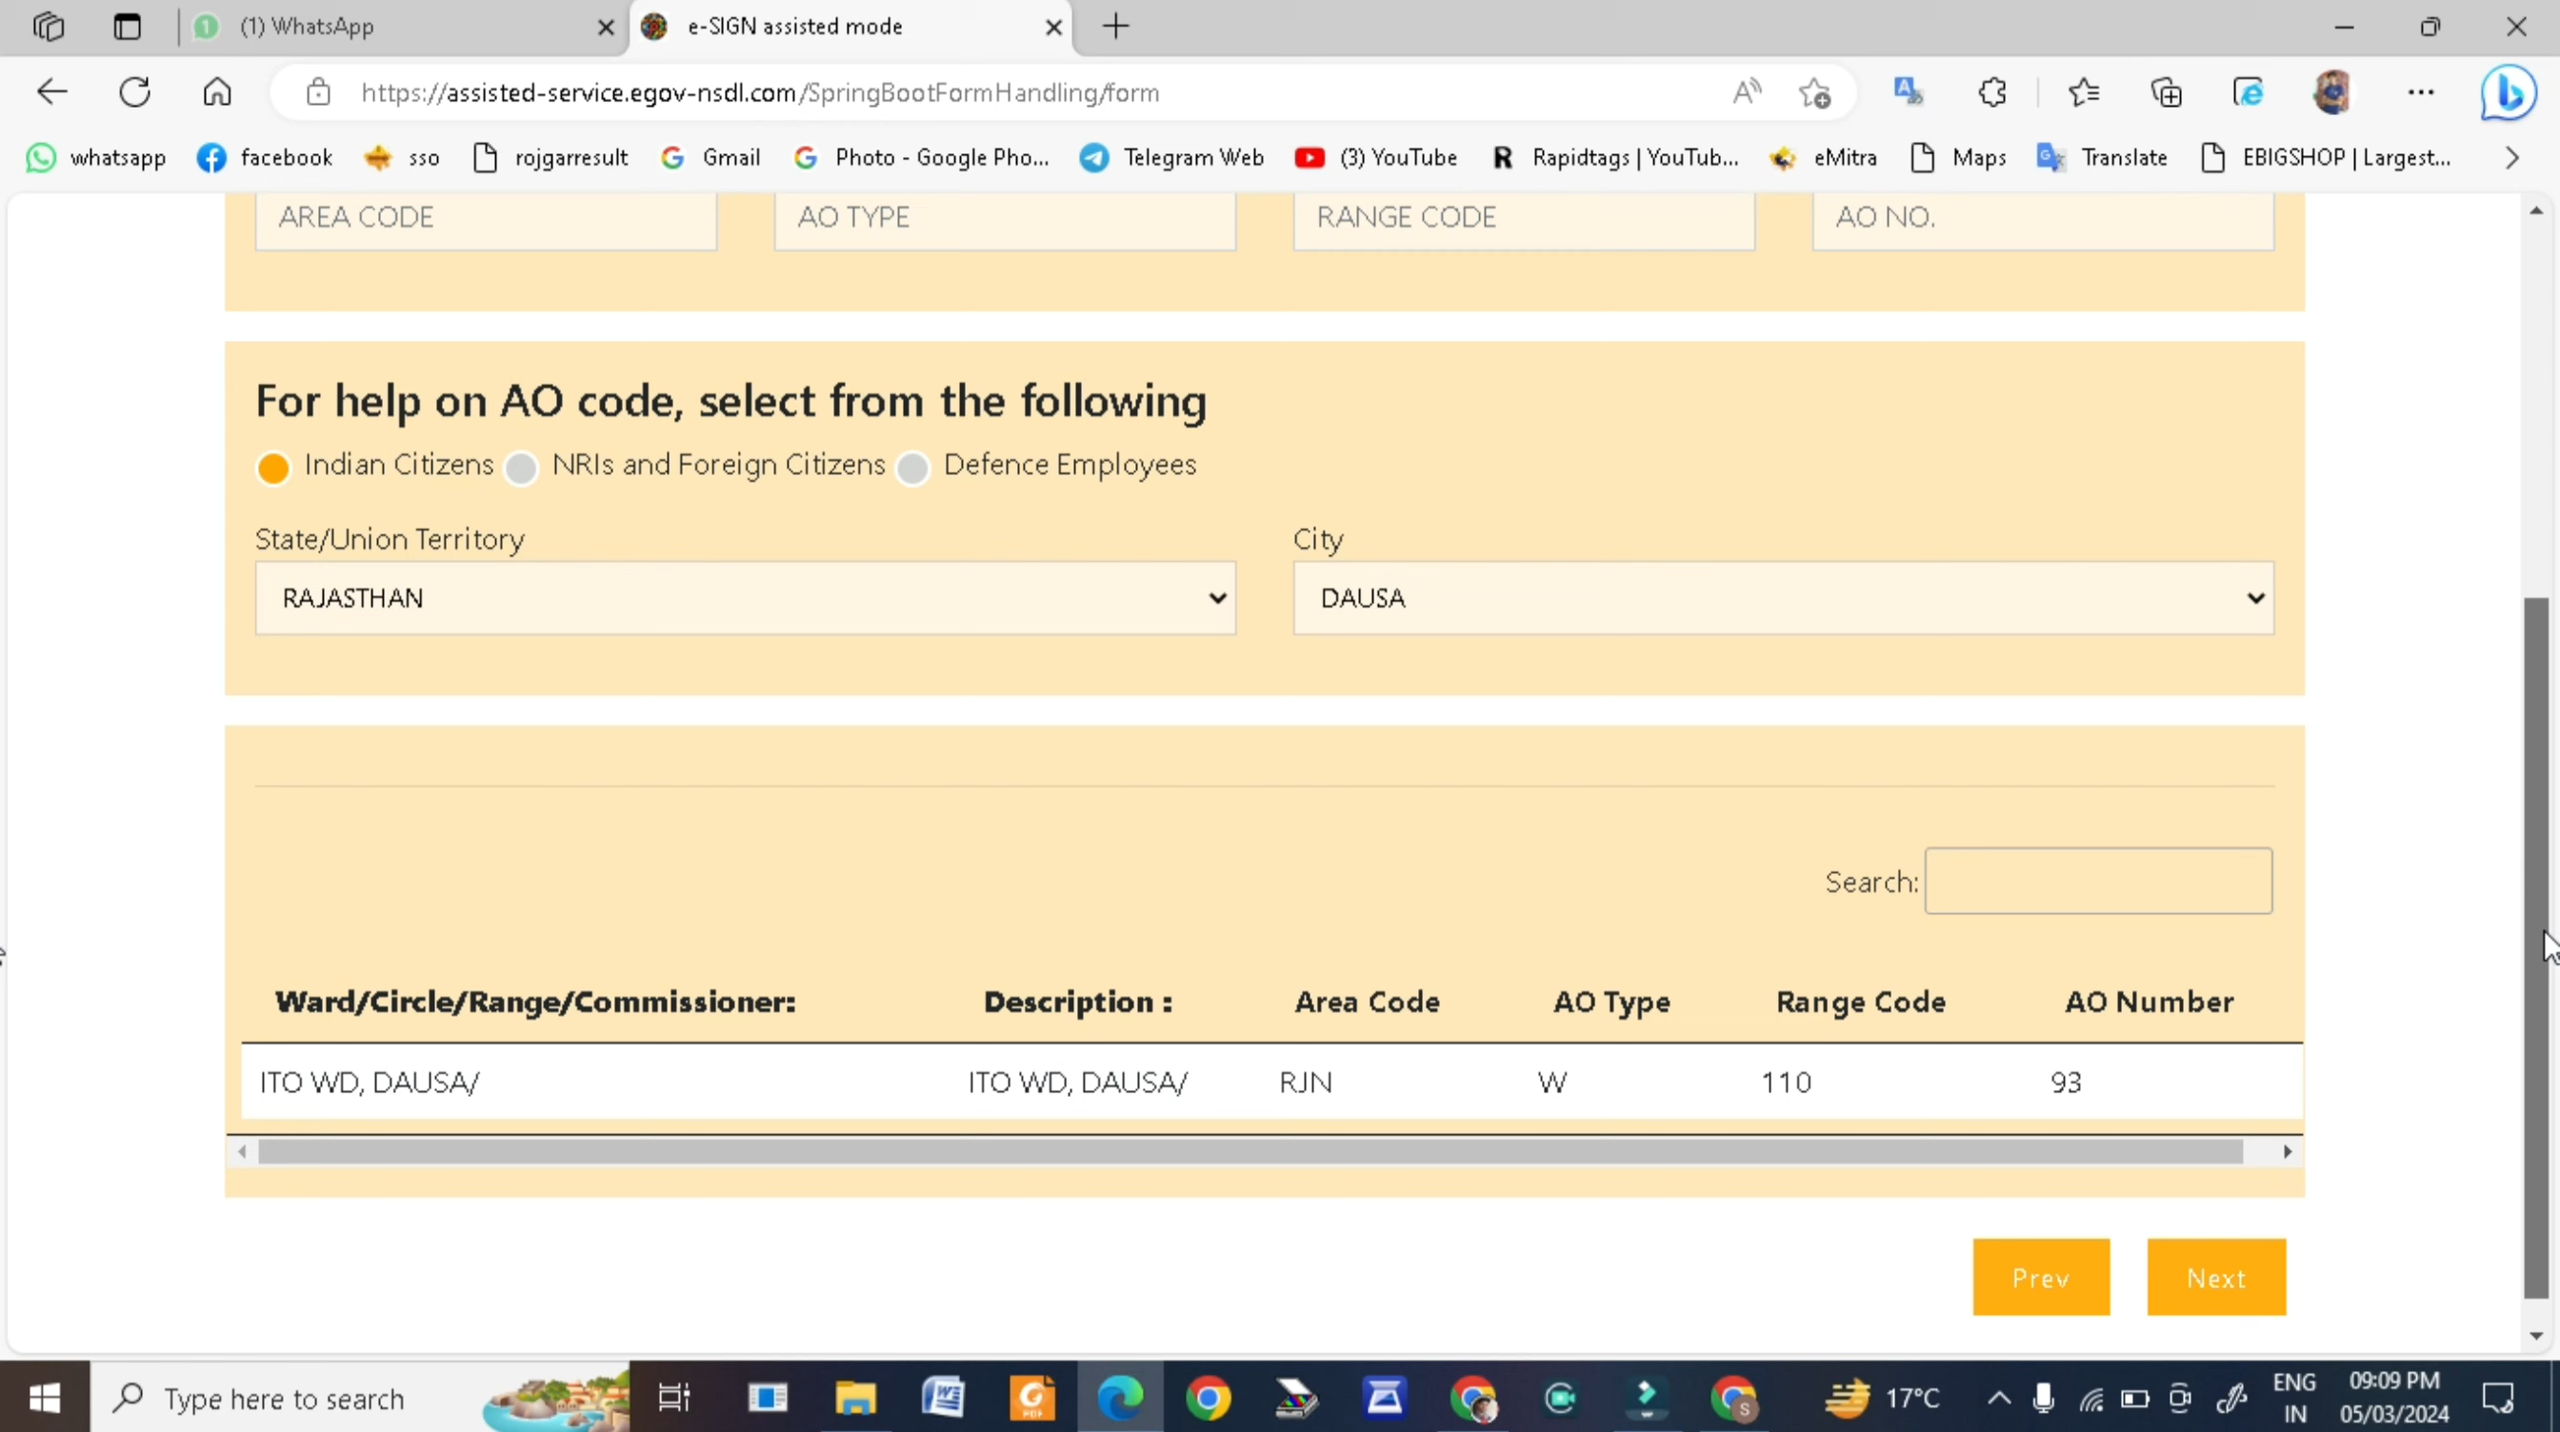 (1) WhatsApp
e-SIGN assisted mode
https://assisted-service.egov-nsdl.com/SpringBootFormHandling/form
whatsapp facebook sso rojgarresult Gmail Photo - Google Pho... Telegram Web (3) YouTube Rapidtags | YouTub... eMitra Maps Translate EBIGSHOP | Largest...
AREA CODE AO TYPE RANGE CODE AO NO.
For help on AO code, select from the following
Indian Citizens NRIs and Foreign Citizens Defence Employees
State/Union Territory City
RAJASTHAN DAUSA
Search:
Ward/Circle/Range/Commissioner: Description : Area Code AO Type Range Code AO Number
ITO WD, DAUSA/ ITO WD, DAUSA/ RJN W 110 93
Prev Next
Type here to search
17°C
ENG
IN
09:09 PM
05/03/2024